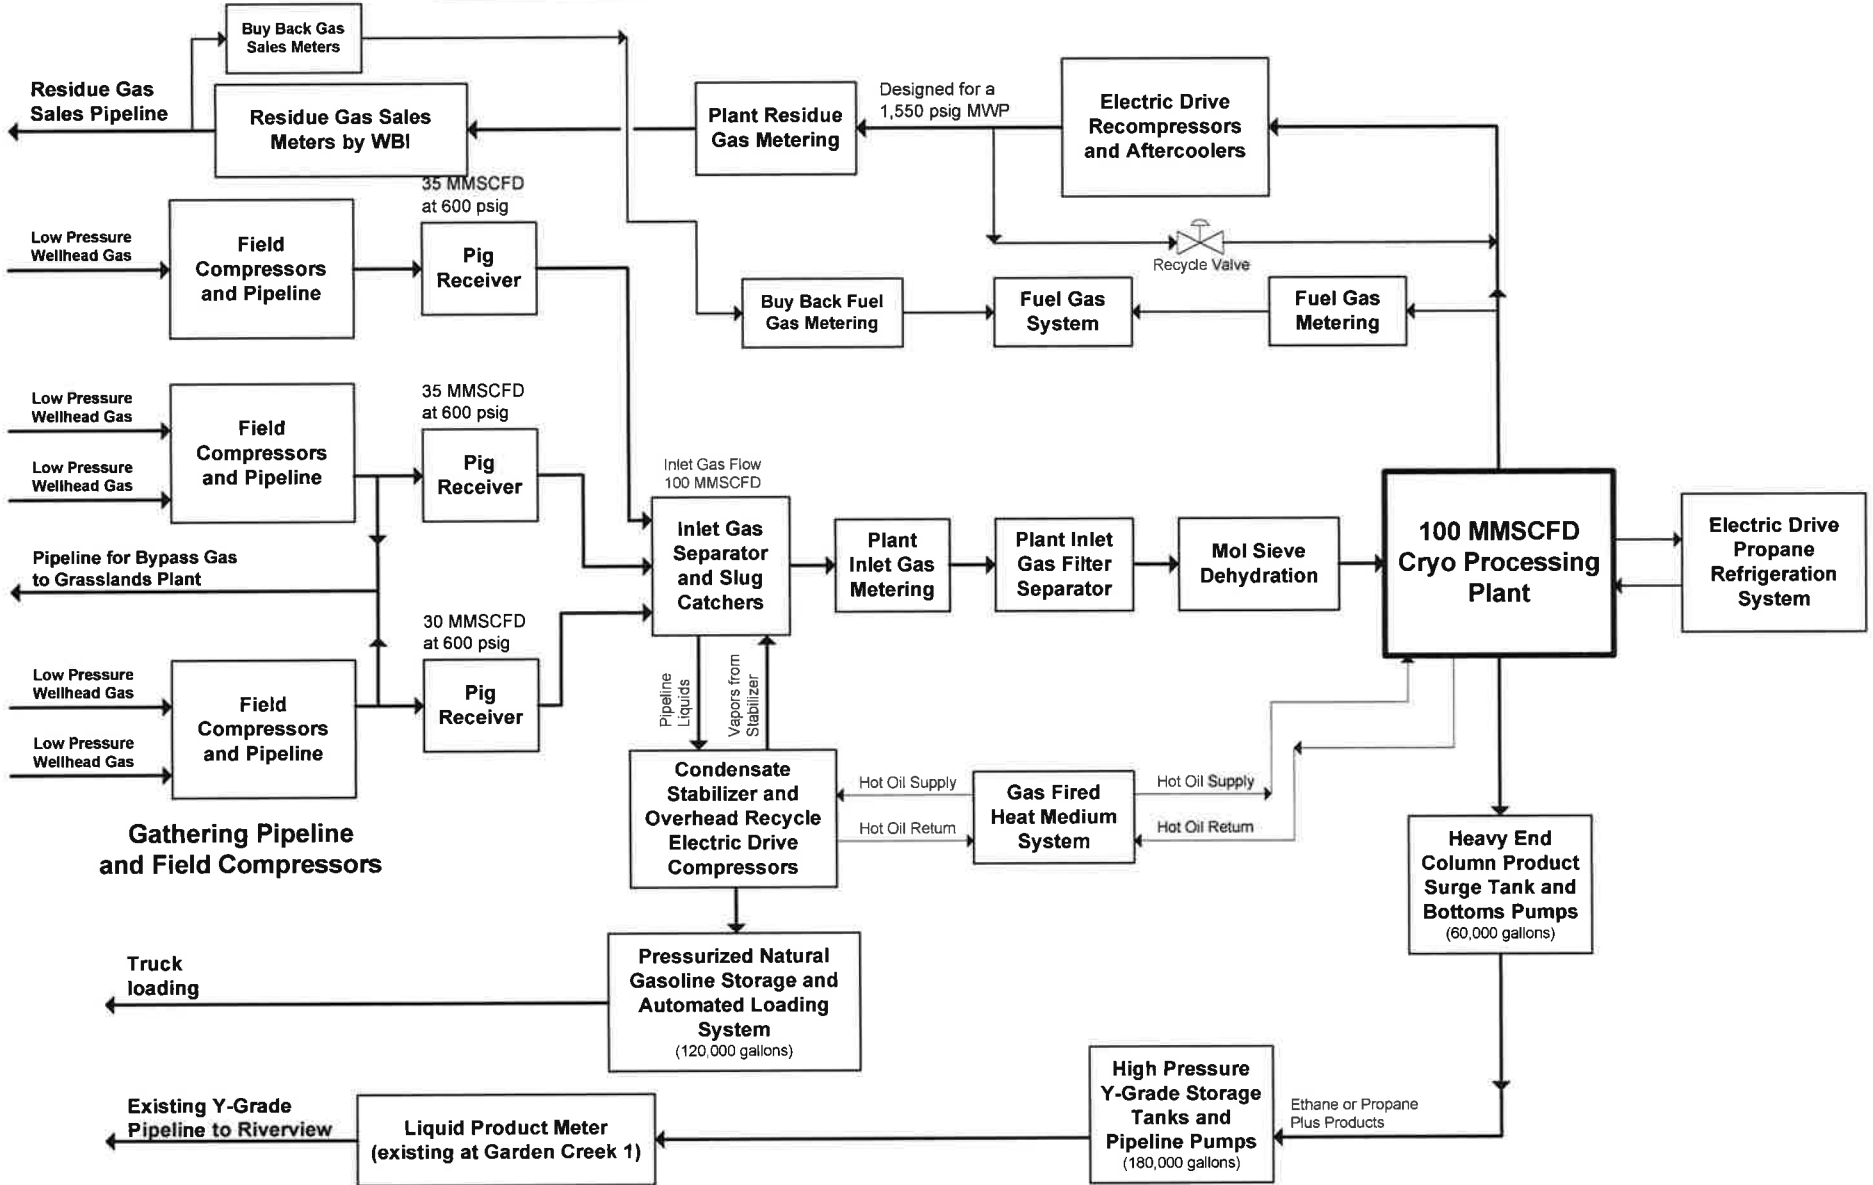 Buy Back Gas
Sales Meters
Residue Gas
Sales Pipeline
Residue Gas Sales
Meters by WBI
Plant Residue
Gas Metering
Designed for a
1,550 psig MWP
Electric Drive
Recompressors
and Aftercoolers
35 MMSCFD
at 600 psig
Low Pressure
Wellhead Gas
Field
Compressors
and Pipeline
Pig
Receiver
Recycle Valve
Buy Back Fuel
Gas Metering
Fuel Gas
System
Fuel Gas
Metering
Low Pressure
Wellhead Gas
Low Pressure
Wellhead Gas
Field
Compressors
and Pipeline
35 MMSCFD
at 600 psig
Pig
Receiver
Inlet Gas Flow
100 MMSCFD
Inlet Gas
Separator
and Slug
Catchers
Plant
Inlet Gas
Metering
Plant Inlet
Gas Filter
Separator
Mol Sieve
Dehydration
100 MMSCFD
Cryo Processing
Plant
Electric Drive
Propane
Refrigeration
System
Pipeline for Bypass Gas
to Grasslands Plant
30 MMSCFD
at 600 psig
Low Pressure
Wellhead Gas
Low Pressure
Wellhead Gas
Field
Compressors
and Pipeline
Pig
Receiver
Pipeline
Liquids
Vapors from
Stabilizer
Condensate
Stabilizer and
Overhead Recycle
Electric Drive
Compressors
Hot Oil Supply
Hot Oil Return
Gas Fired
Heat Medium
System
Hot Oil Supply
Hot Oil Return
Gathering Pipeline
and Field Compressors
Heavy End
Column Product
Surge Tank and
Bottoms Pumps
(60,000 gallons)
Truck
loading
Pressurized Natural
Gasoline Storage and
Automated Loading
System
(120,000 gallons)
Existing Y-Grade
Pipeline to Riverview
Liquid Product Meter
(existing at Garden Creek 1)
High Pressure
Y-Grade Storage
Tanks and
Pipeline Pumps
(180,000 gallons)
Ethane or Propane
Plus Products